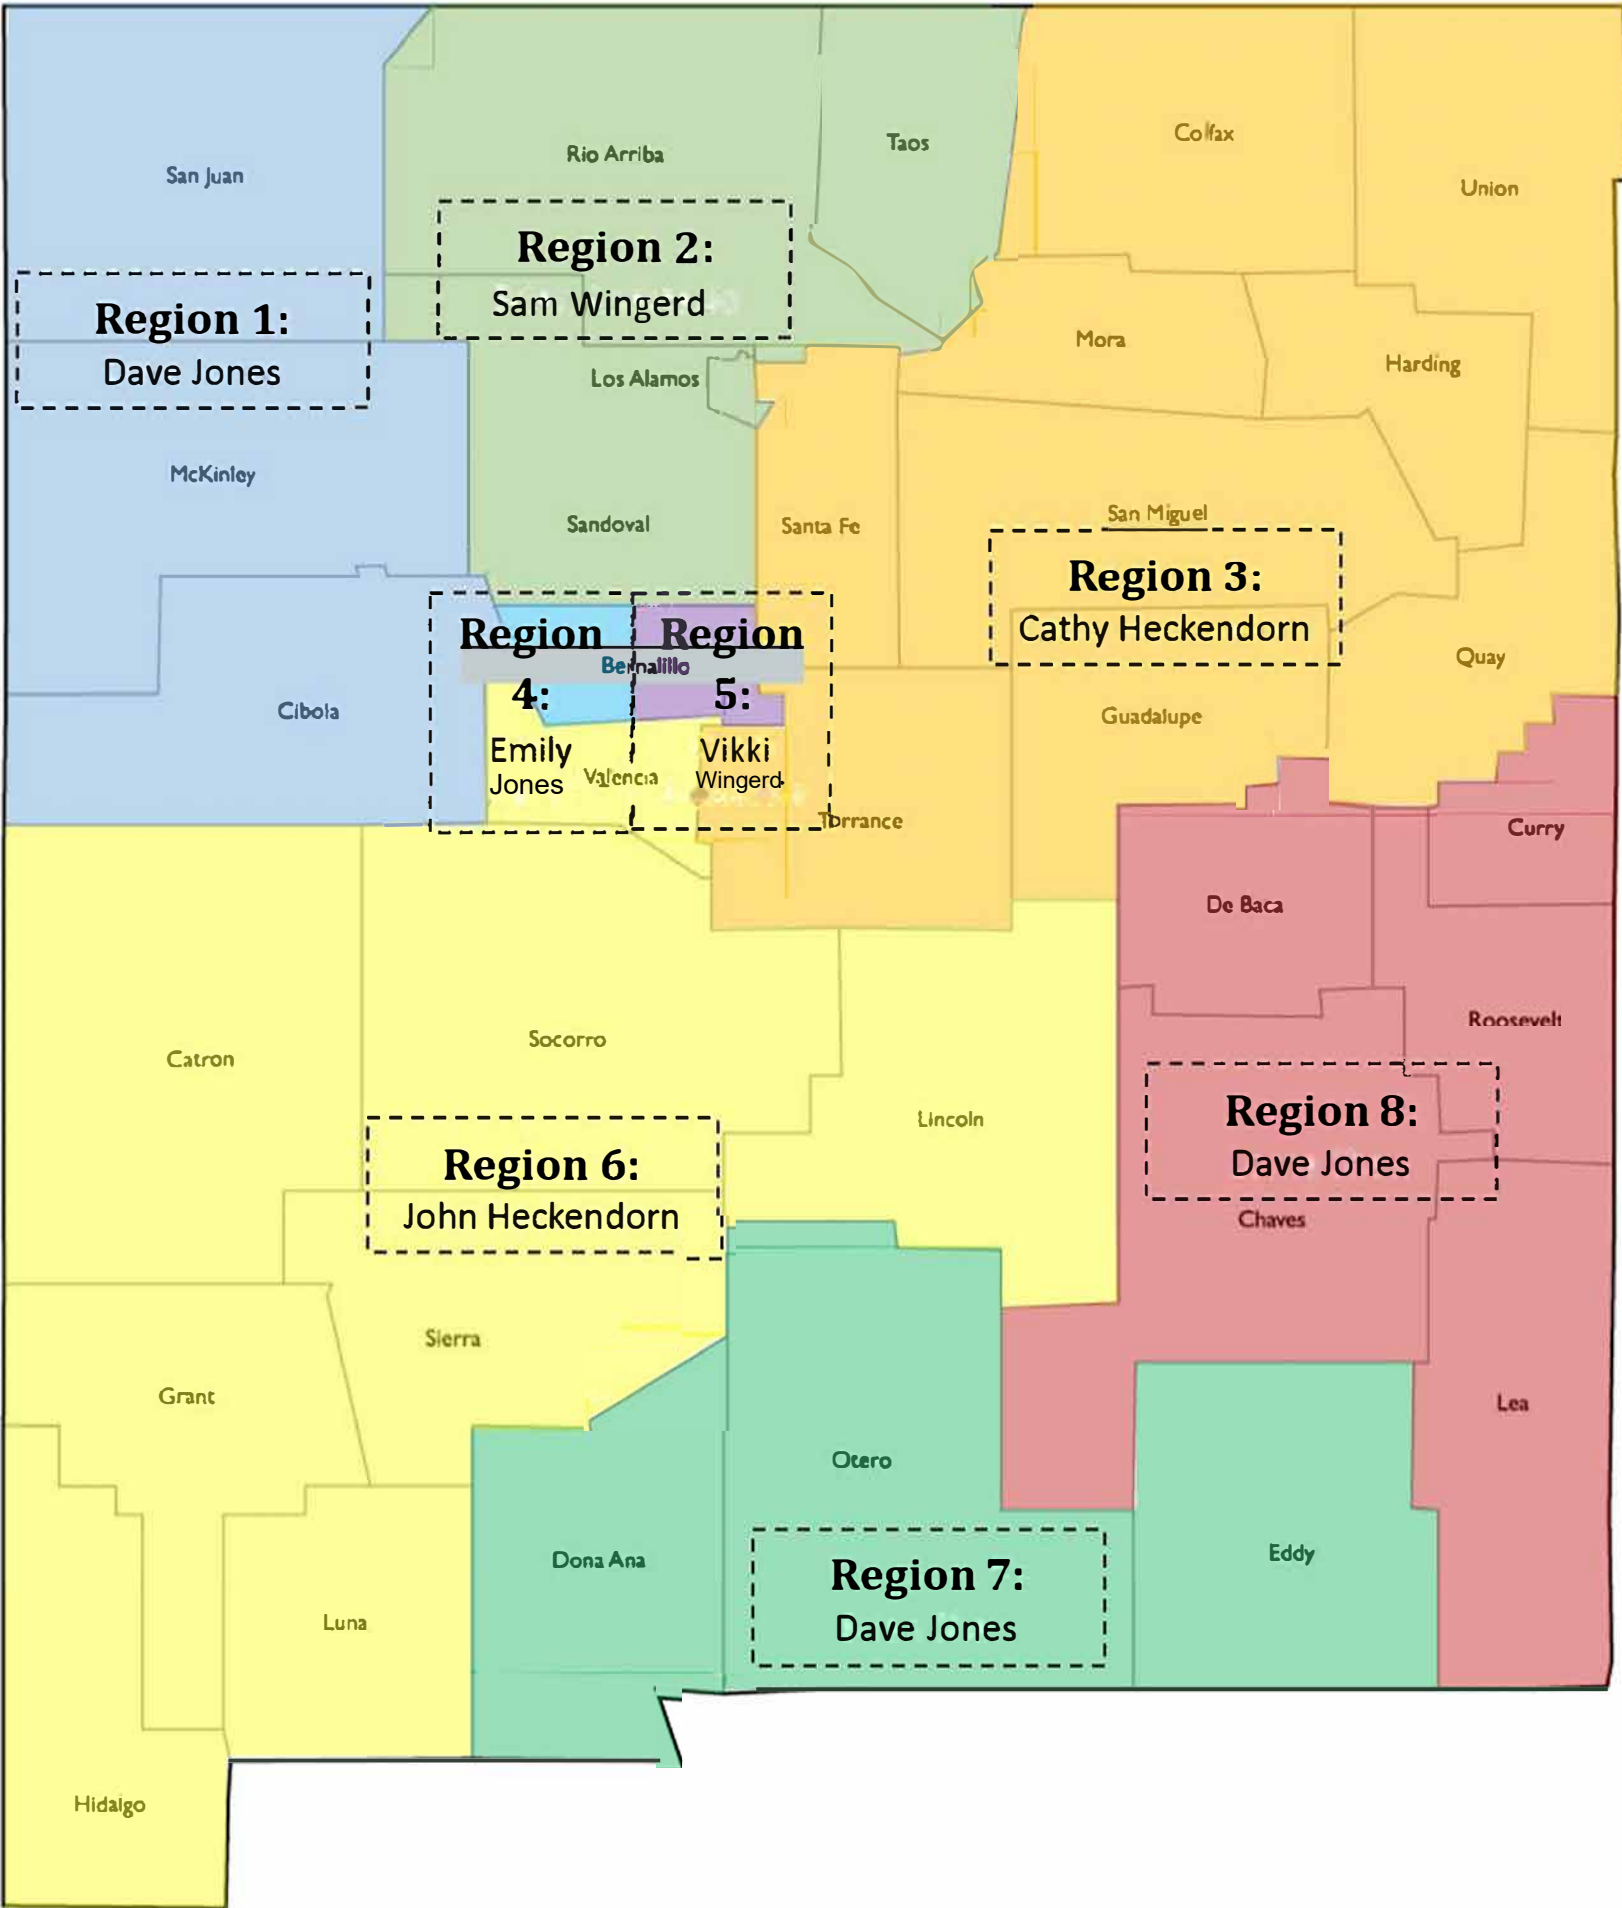 Colfax
Taos
Rio Arriba
San Juan
Union
Region 2:
Sam Wingerd
Region 1:
Dave Jones
Mora
Harding
Los Alamos
McKinley
Sandoval
Santa Fe
San Miguel
Region 3:
Cathy Heckendorn
Region
4:
Emily
Jones
Region
5:
Vikki
Wingerd
Bernalillo
Quay
Cibola
Guadalupe
Valencia
Torrance
Curry
De Baca
Roosevelt
Socorro
Catron
Lincoln
Region 8:
Dave Jones
Region 6:
John Heckendorn
Chaves
Sierra
Grant
Lea
Otero
Eddy
Dona Ana
Region 7:
Dave Jones
Luna
Hidalgo